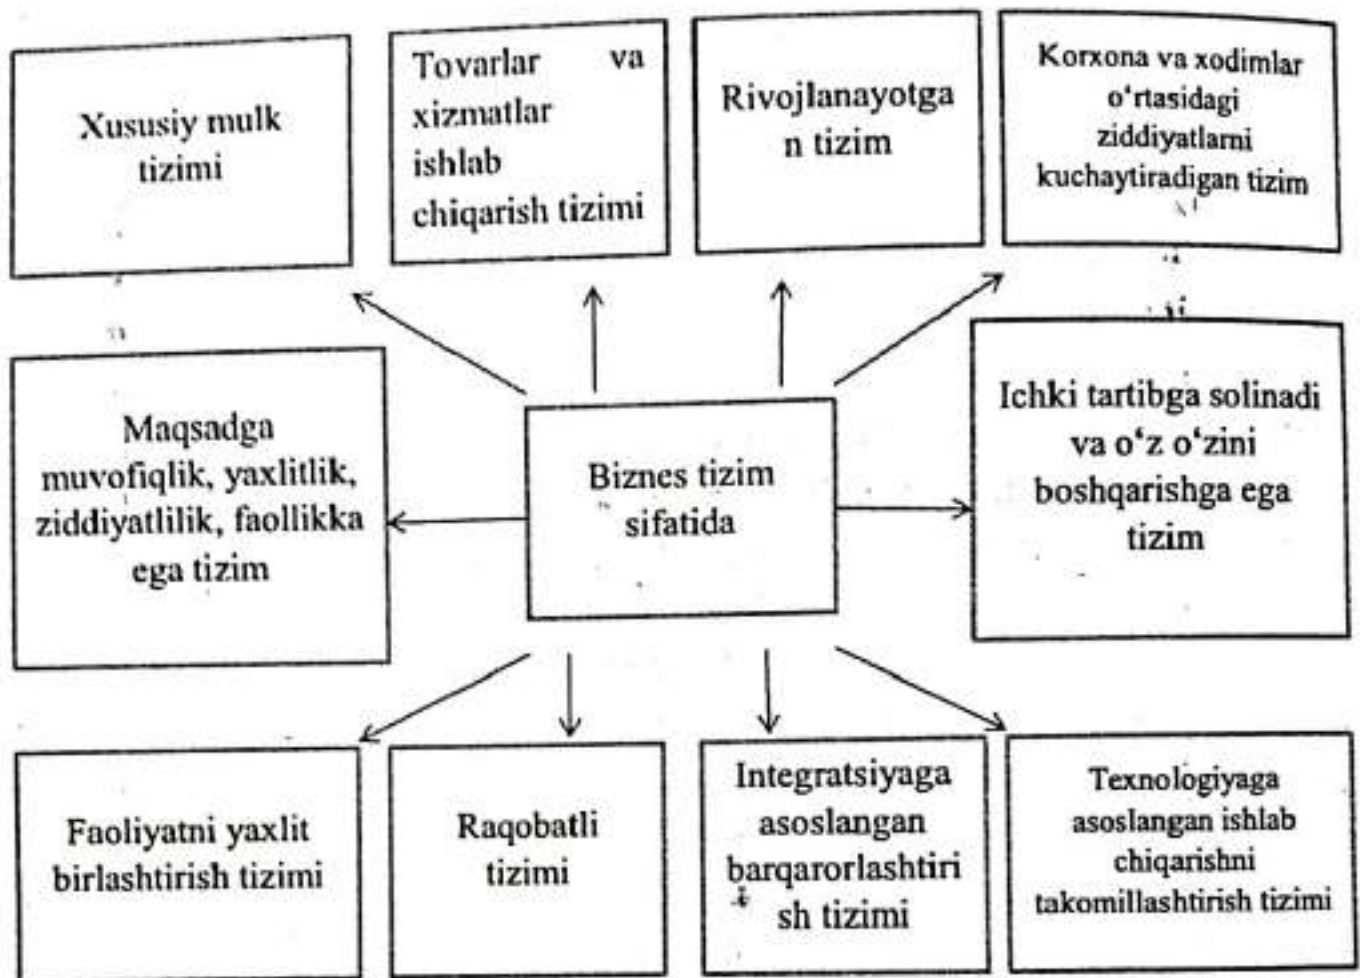 Xususiy mulk
tizimi
Tovarlar va
xizmatlar
ishlab
chiqarish tizimi
Rivojlanayotga
n tizim
Korxona va xodimlar
o‘rtasidagi
ziddiyatlarni
kuchaytiradigan tizim
Maqsadga
muvofiqlik, yaxlitlik,
ziddiyatlilik, faollikka
ega tizim
Biznes tizim
sifatida
Ichki tartibga solinadi
va o‘z o‘zini
boshqarishga ega
tizim
Faoliyatni yaxlit
birlashtirish tizimi
Raqobatli
tizimi
Integratsiyaga
asoslangan
barqarorlashtiri
sh tizimi
Texnologiyaga
asoslangan ishlab
chiqarishni
takomillashtirish tizimi